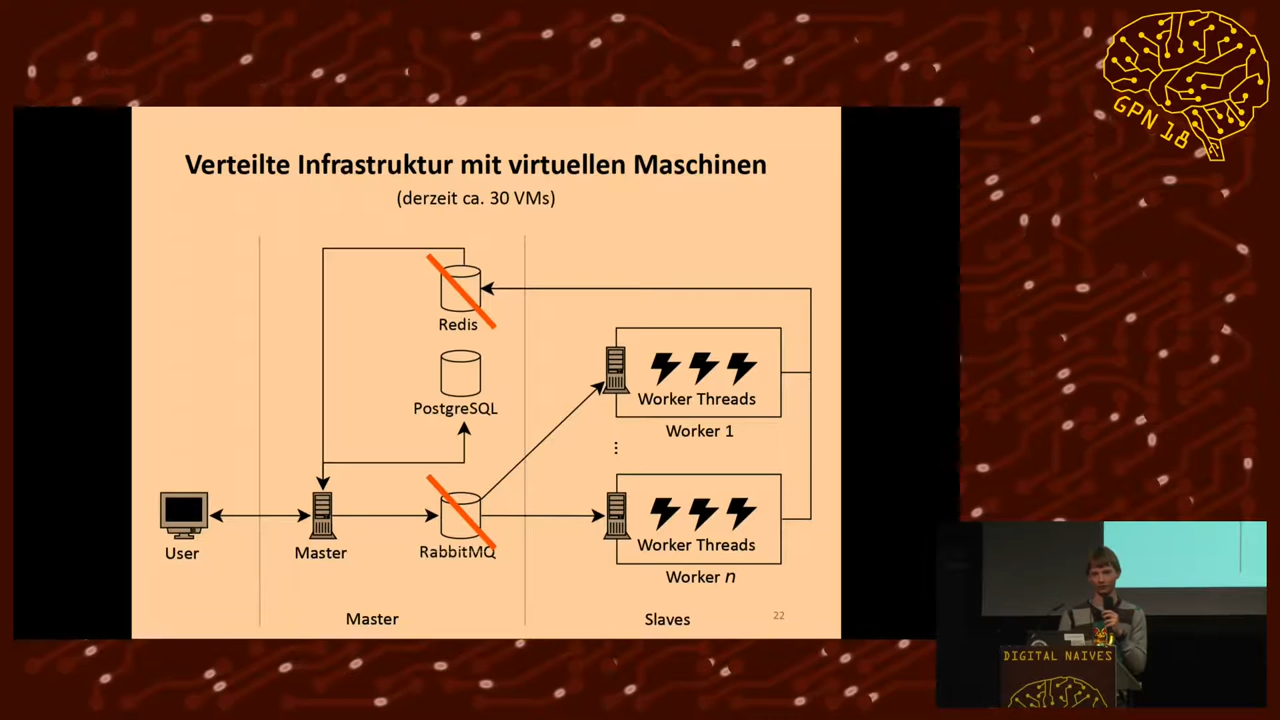 GPN 18
Verteilte Infrastruktur mit virtuellen Maschinen
(derzeit ca. 30 VMs)
Redis
PostgreSQL
Worker Threads
Worker 1
⋮
User
Master
RabbitMQ
Worker Threads
Worker n
Master
Slaves
22
DIGITAL NAIVES